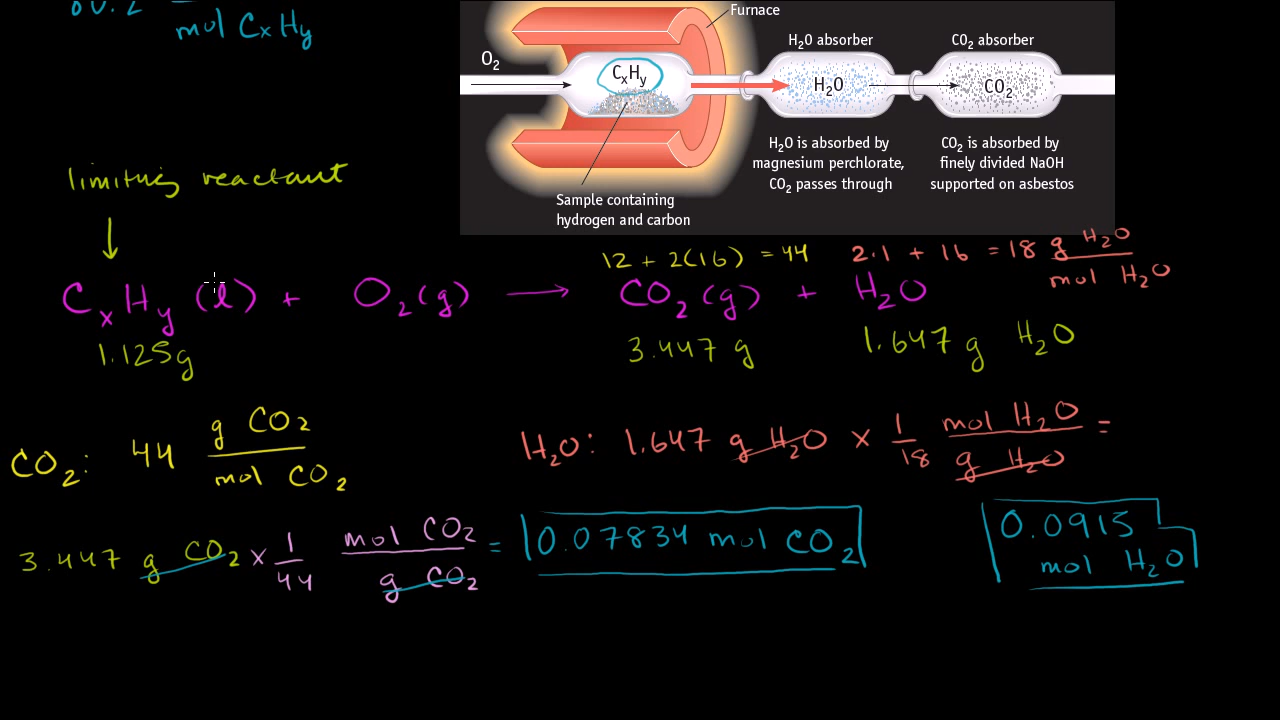 mol CxHy
Furnace
O2
CxHy
H2O absorber
CO2 absorber
H2O
CO2
H2O is absorbed by
magnesium perchlorate,
CO2 passes through
CO2 is absorbed by
finely divided NaOH
supported on asbestos
Sample containing
hydrogen and carbon
limiting reactant
↓
12 + 2(16) = 44
2·1 + 16 = 18 g H2O / mol H2O
CxHy (l) + O2 (g) → CO2 (g) + H2O
1.125g
3.447 g
1.647 g H2O
CO2: 44 g CO2 / mol CO2
H2O: 1.647 g H2O × 1/18 mol H2O / g H2O =
3.447 g CO2 × 1/44 mol CO2 / g CO2 = 0.07834 mol CO2
0.0915
mol H2O